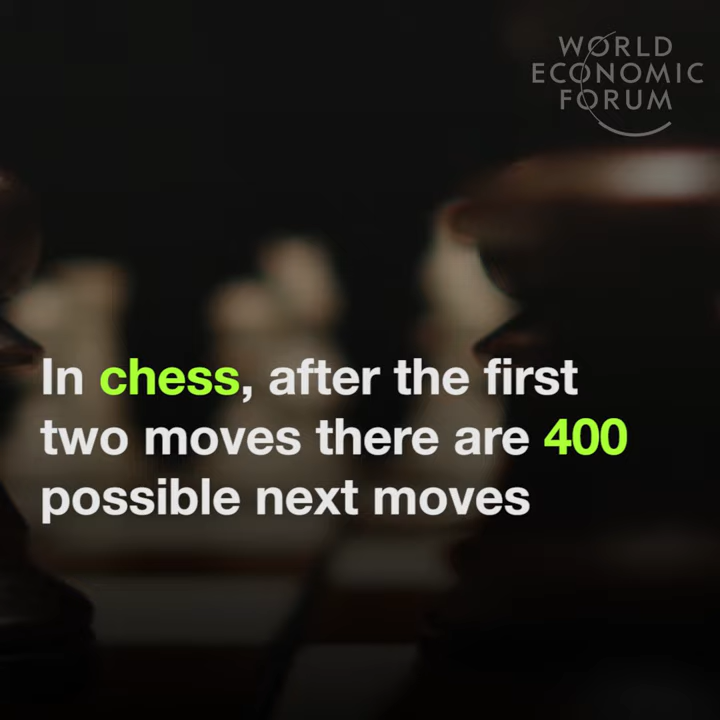 WORLD
ECONOMIC
FORUM
In chess, after the first
two moves there are 400
possible next moves